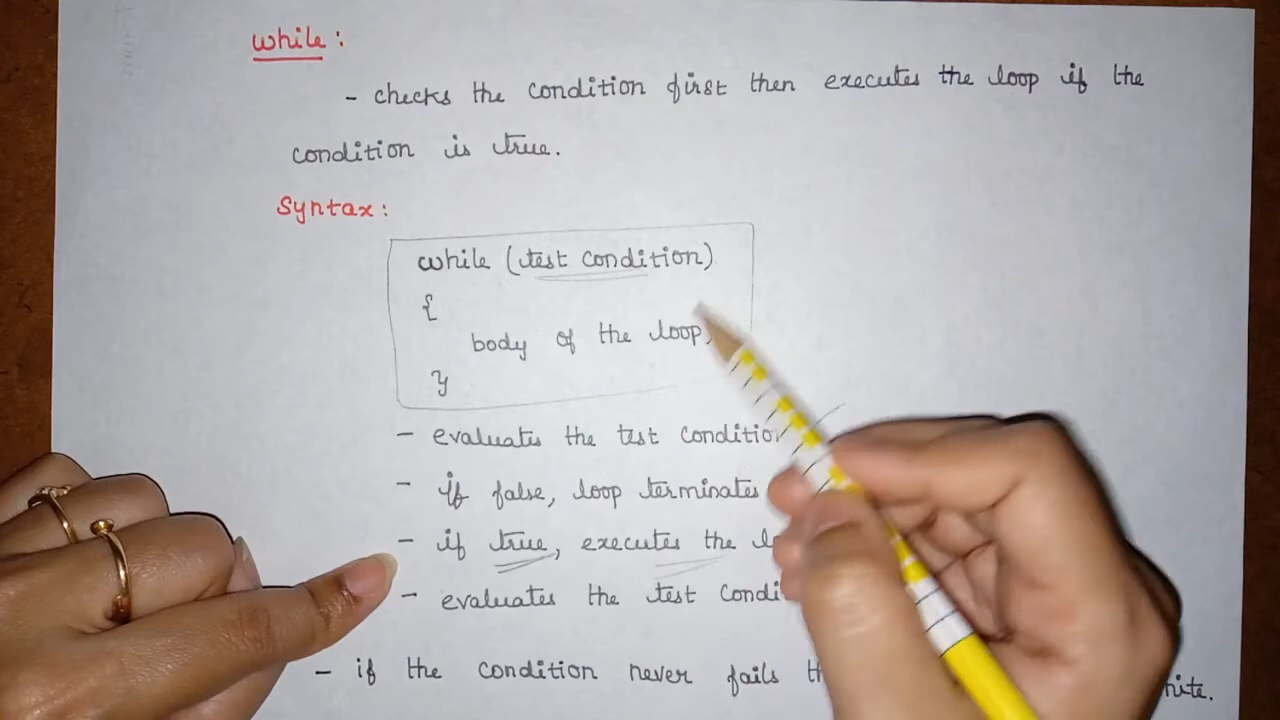 while :
- checks the condition first then executes the loop if the
condition is true.
Syntax :
while (test condition)
{
body of the loop;
}
- evaluates the test condition
- if false, loop terminates
- if true, executes the
- evaluates the test
- if the condition never fails